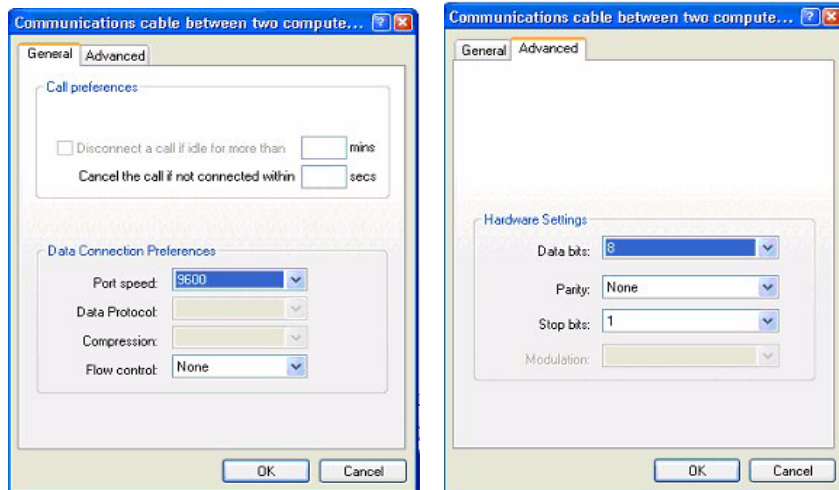 Communications cable between two compute...
General Advanced
Call preferences
Disconnect a call if idle for more than mins
Cancel the call if not connected within secs
Data Connection Preferences
Port speed: 9600
Data Protocol:
Compression:
Flow control: None
OK Cancel
Communications cable between two compute...
General Advanced
Hardware Settings
Data bits: 8
Parity: None
Stop bits: 1
Modulation:
OK Cancel